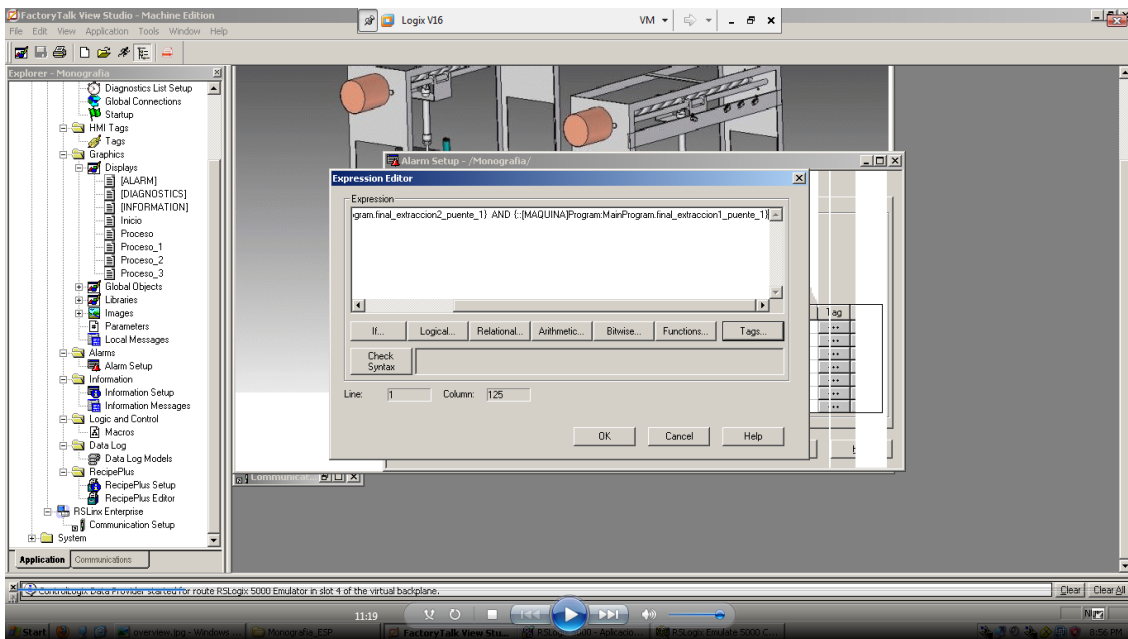 FactoryTalk View Studio - Machine Edition
Logix V16
VM
File Edit View Application Tools Window Help
Explorer - Monografia
Diagnostics List Setup
Global Connections
Startup
HMI Tags
Tags
Graphics
Displays
[ALARM]
[DIAGNOSTICS]
[INFORMATION]
Inicio
Proceso
Proceso_1
Proceso_2
Proceso_3
Global Objects
Libraries
Images
Parameters
Local Messages
Alarms
Alarm Setup
Information
Information Setup
Information Messages
Logic and Control
Macros
Data Log
Data Log Models
RecipePlus
RecipePlus Setup
RecipePlus Editor
RSLinx Enterprise
Communication Setup
System
Application Communications
Alarm Setup - /Monografia/
Expression Editor
Expression
gram.final_extraccion2_puente_1} AND {::[MAQUINA]Program:MainProgram.final_extraccion1_puente_1}
If... Logical... Relational... Arithmetic... Bitwise... Functions... Tags...
Check
Syntax
Line: 1 Column: 125
OK Cancel Help
Tag
Communicat...
ControlLogix Data Provider started for route RSLogix 5000 Emulator in slot 4 of the virtual backplane.
Clear Clear All
11:19
Start overview.jpg - Windows ... Monografia_ESP FactoryTalk View Stu... RSLogix 5000 - Aplicacio... RSLogix Emulate 5000 C... 8:56 PM